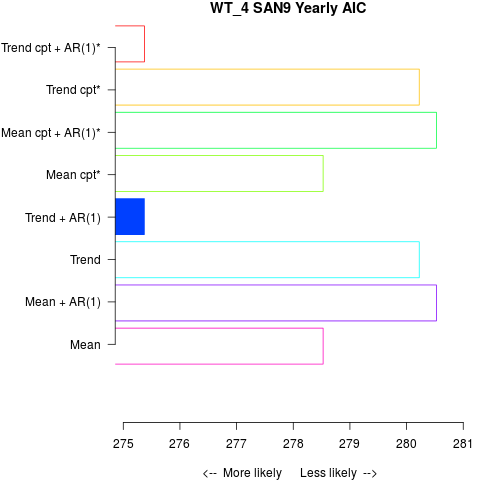 WT_4 SAN9 Yearly AIC
Trend cpt + AR(1)*
Trend cpt*
Mean cpt + AR(1)*
Mean cpt*
Trend + AR(1)
Trend
Mean + AR(1)
Mean
275 276 277 278 279 280 281
<-- More likely Less likely -->